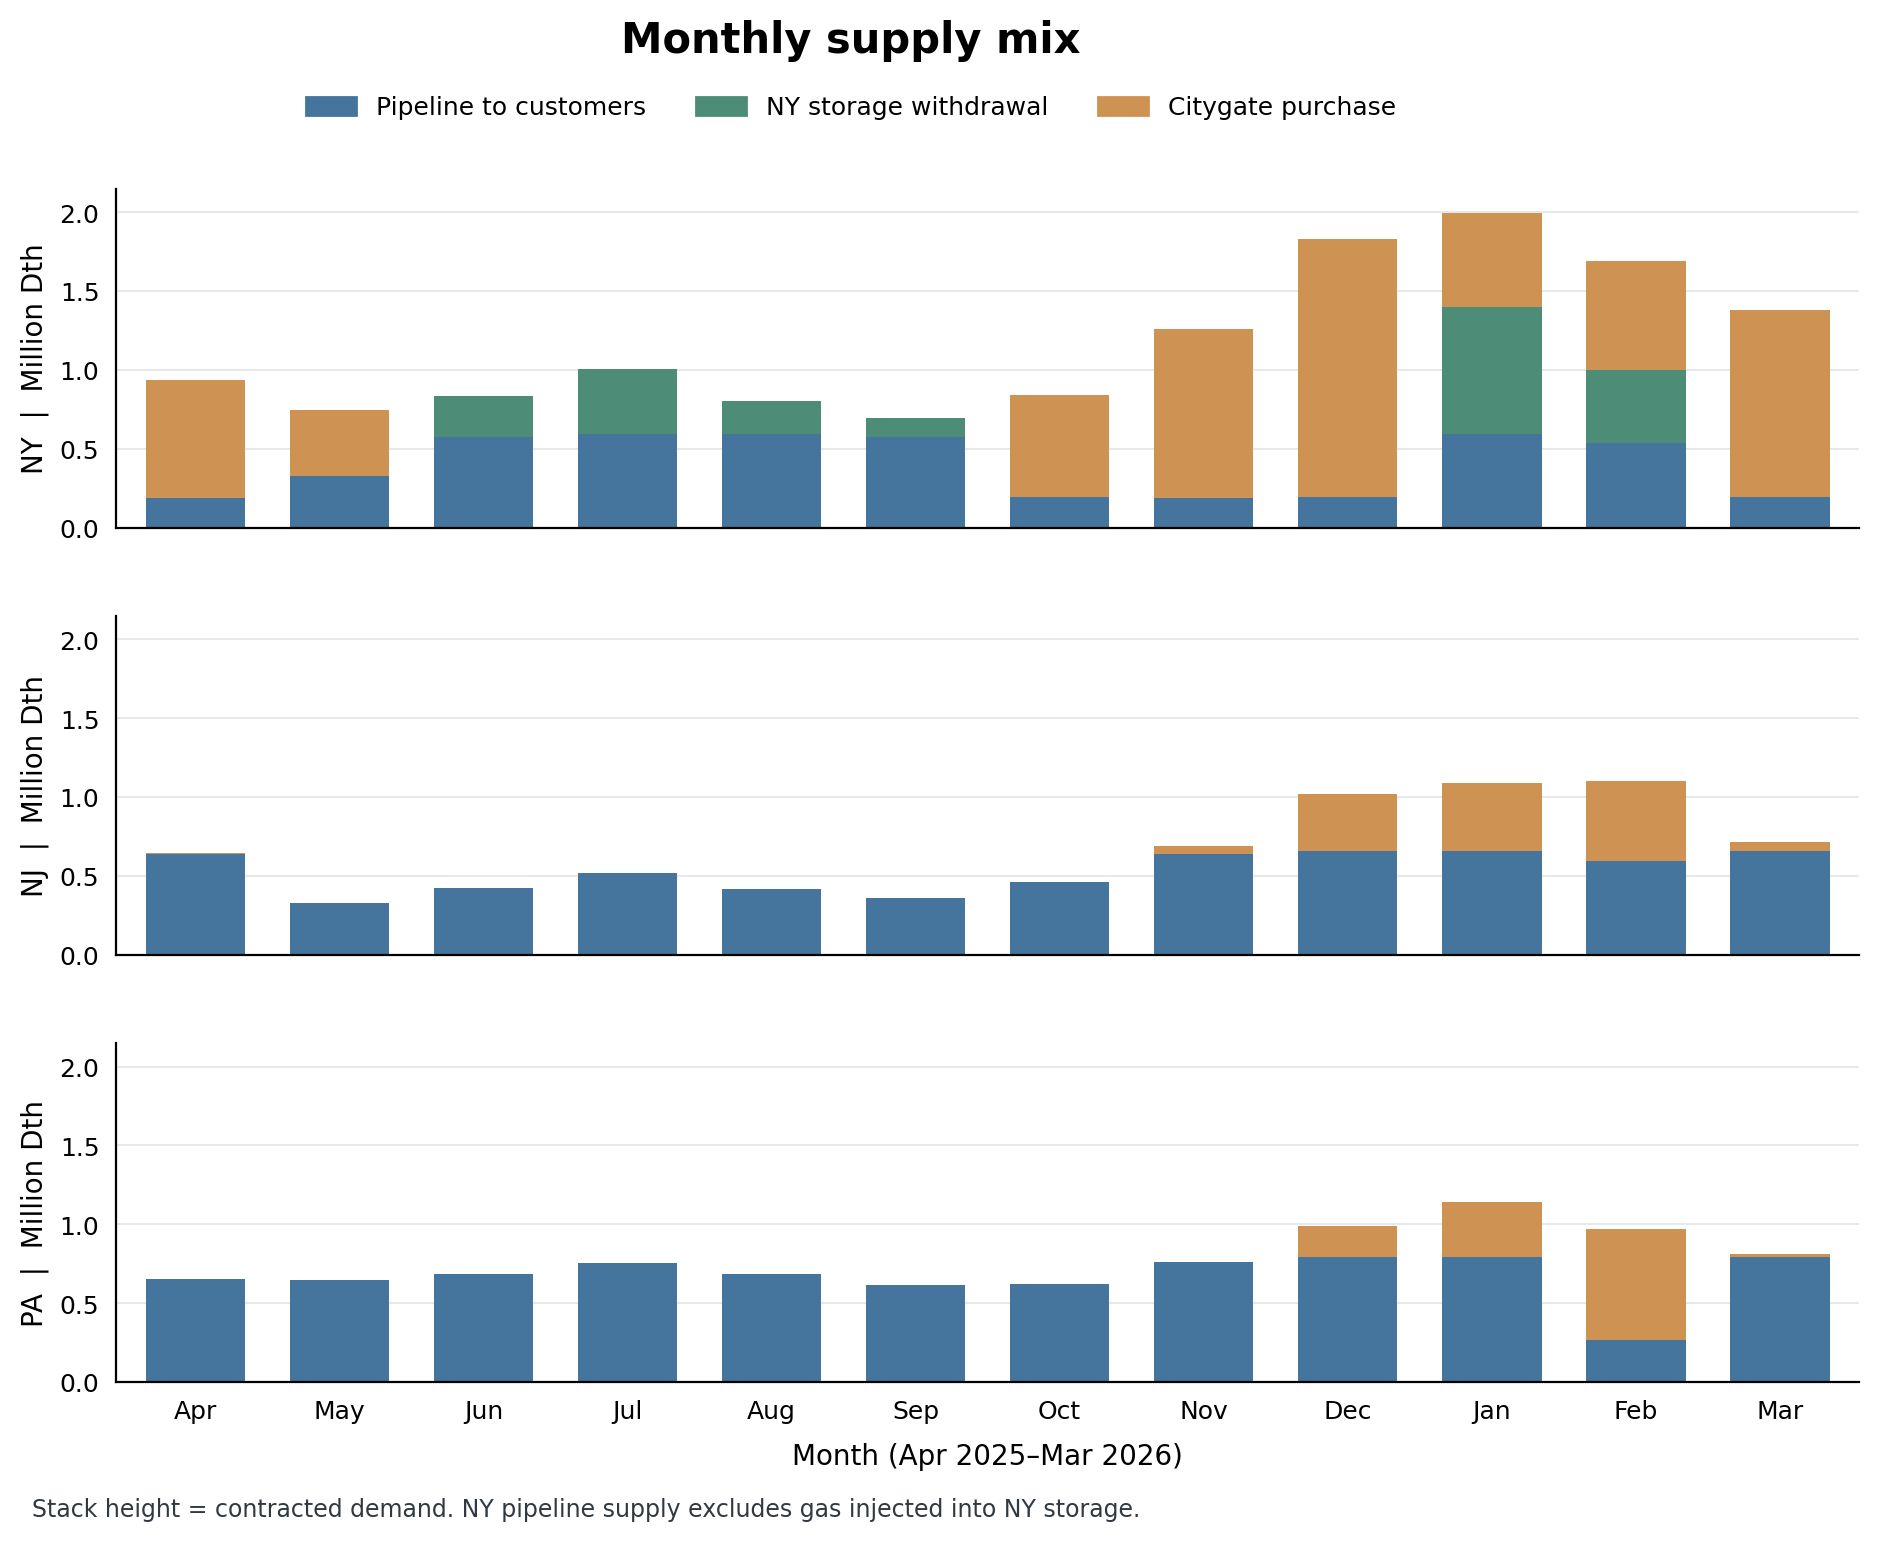 Monthly supply mix
Pipeline to customers NY storage withdrawal Citygate purchase
NY | Million Dth
2.0
1.5
1.0
0.5
0.0
NJ | Million Dth
2.0
1.5
1.0
0.5
0.0
PA | Million Dth
2.0
1.5
1.0
0.5
0.0
Apr May Jun Jul Aug Sep Oct Nov Dec Jan Feb Mar
Month (Apr 2025–Mar 2026)
Stack height = contracted demand. NY pipeline supply excludes gas injected into NY storage.